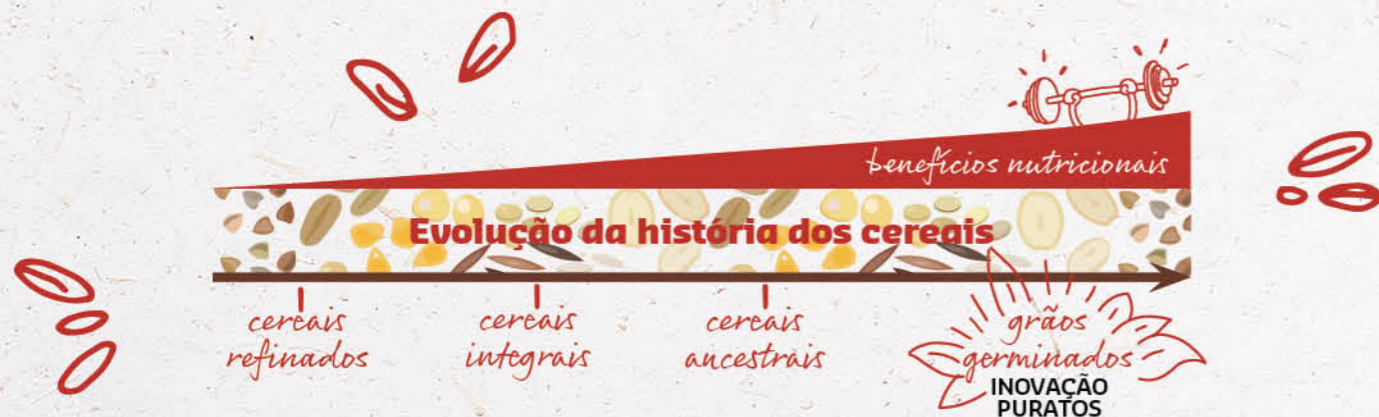 benefícios nutricionais
Evolução da história dos cereais
cereais
refinados
cereais
integrais
cereais
ancestrais
grãos
germinados
INOVAÇÃO
PURATOS